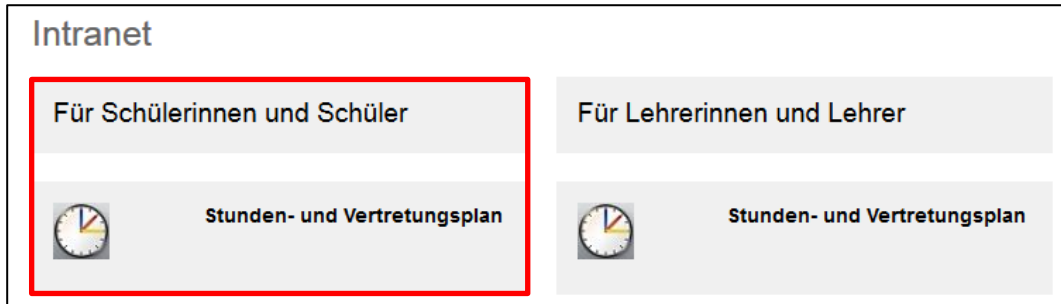 Intranet
Für Schülerinnen und Schüler
Für Lehrerinnen und Lehrer
Stunden- und Vertretungsplan
Stunden- und Vertretungsplan